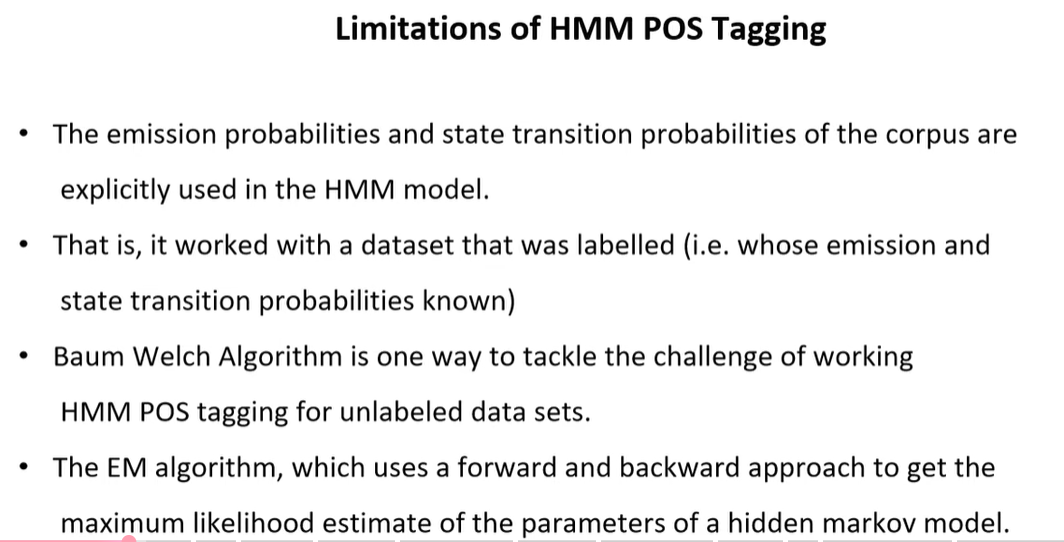 Limitations of HMM POS Tagging
• The emission probabilities and state transition probabilities of the corpus are
explicitly used in the HMM model.
• That is, it worked with a dataset that was labelled (i.e. whose emission and
state transition probabilities known)
• Baum Welch Algorithm is one way to tackle the challenge of working
HMM POS tagging for unlabeled data sets.
• The EM algorithm, which uses a forward and backward approach to get the
maximum likelihood estimate of the parameters of a hidden markov model.